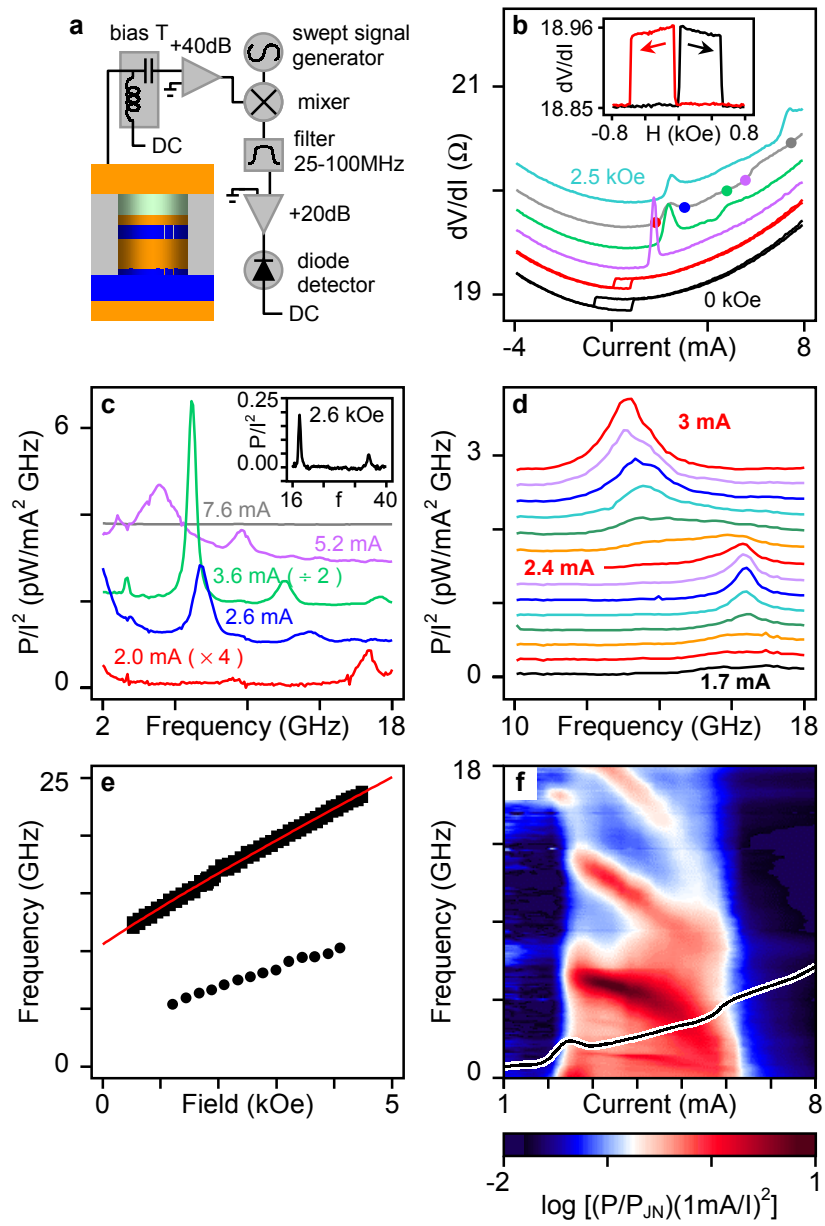 a
bias T
+40dB
swept signal
generator
mixer
filter
25-100MHz
DC
+20dB
diode
detector
DC
b
18.96
dV/dI
18.85
-0.8
H (kOe)
0.8
21
dV/dI (Ω)
19
2.5 kOe
0 kOe
-4
Current (mA)
8
c
6
P/I² (pW/mA² GHz)
0
0.25
P/I²
0.00
2.6 kOe
16
f
40
7.6 mA
5.2 mA
3.6 mA (÷ 2)
2.6 mA
2.0 mA (× 4)
2
Frequency (GHz)
18
d
3
P/I² (pW/mA² GHz)
0
3 mA
2.4 mA
1.7 mA
10
Frequency (GHz)
18
e
25
Frequency (GHz)
0
0
Field (kOe)
5
f
18
Frequency (GHz)
0
1
Current (mA)
8
-2
1
log [(P/P_JN)(1mA/I)²]